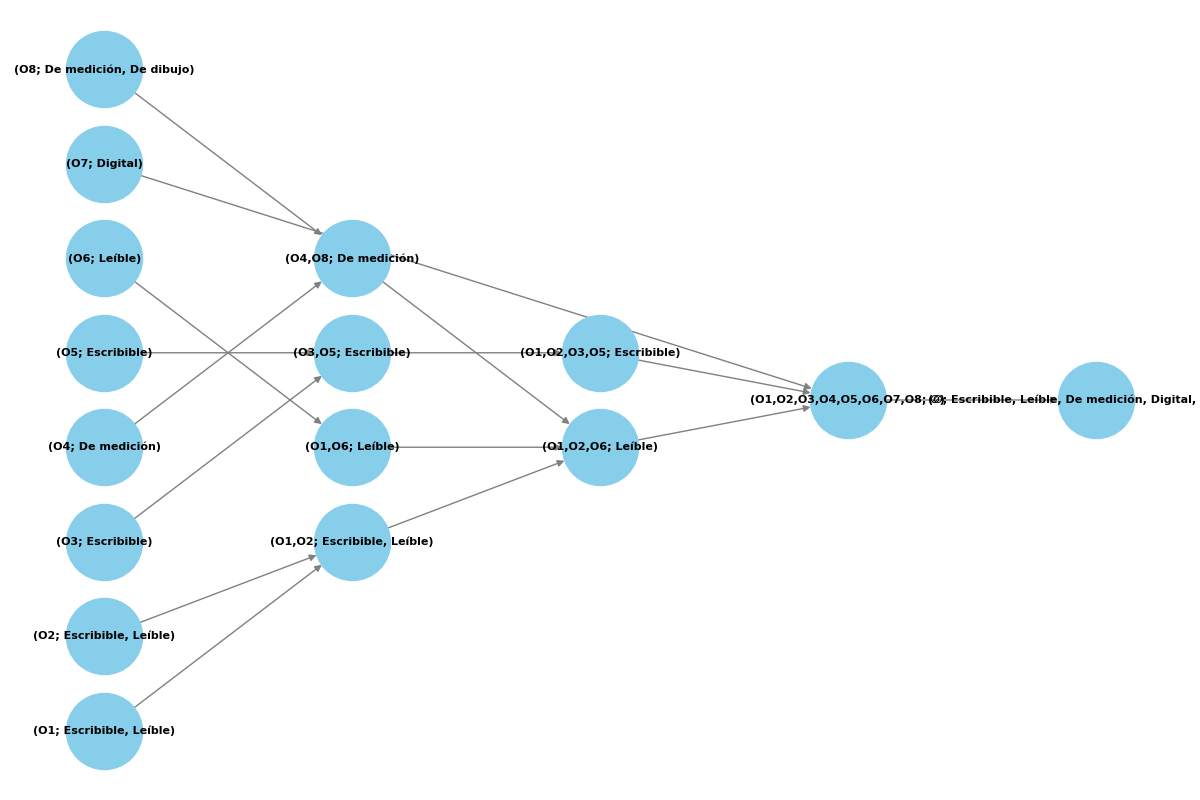 (O8; De medición, De dibujo)
(O7; Digital)
(O6; Leíble)
(O5; Escribible)
(O4; De medición)
(O3; Escribible)
(O2; Escribible, Leíble)
(O1; Escribible, Leíble)
(O4,O8; De medición)
(O3,O5; Escribible)
(O1,O6; Leíble)
(O1,O2; Escribible, Leíble)
(O1,O2,O3,O5; Escribible)
(O1,O2,O6; Leíble)
(O1,O2,O3,O4,O5,O6,O7,O8; ∅)
(∅; Escribible, Leíble, De medición, Digital,